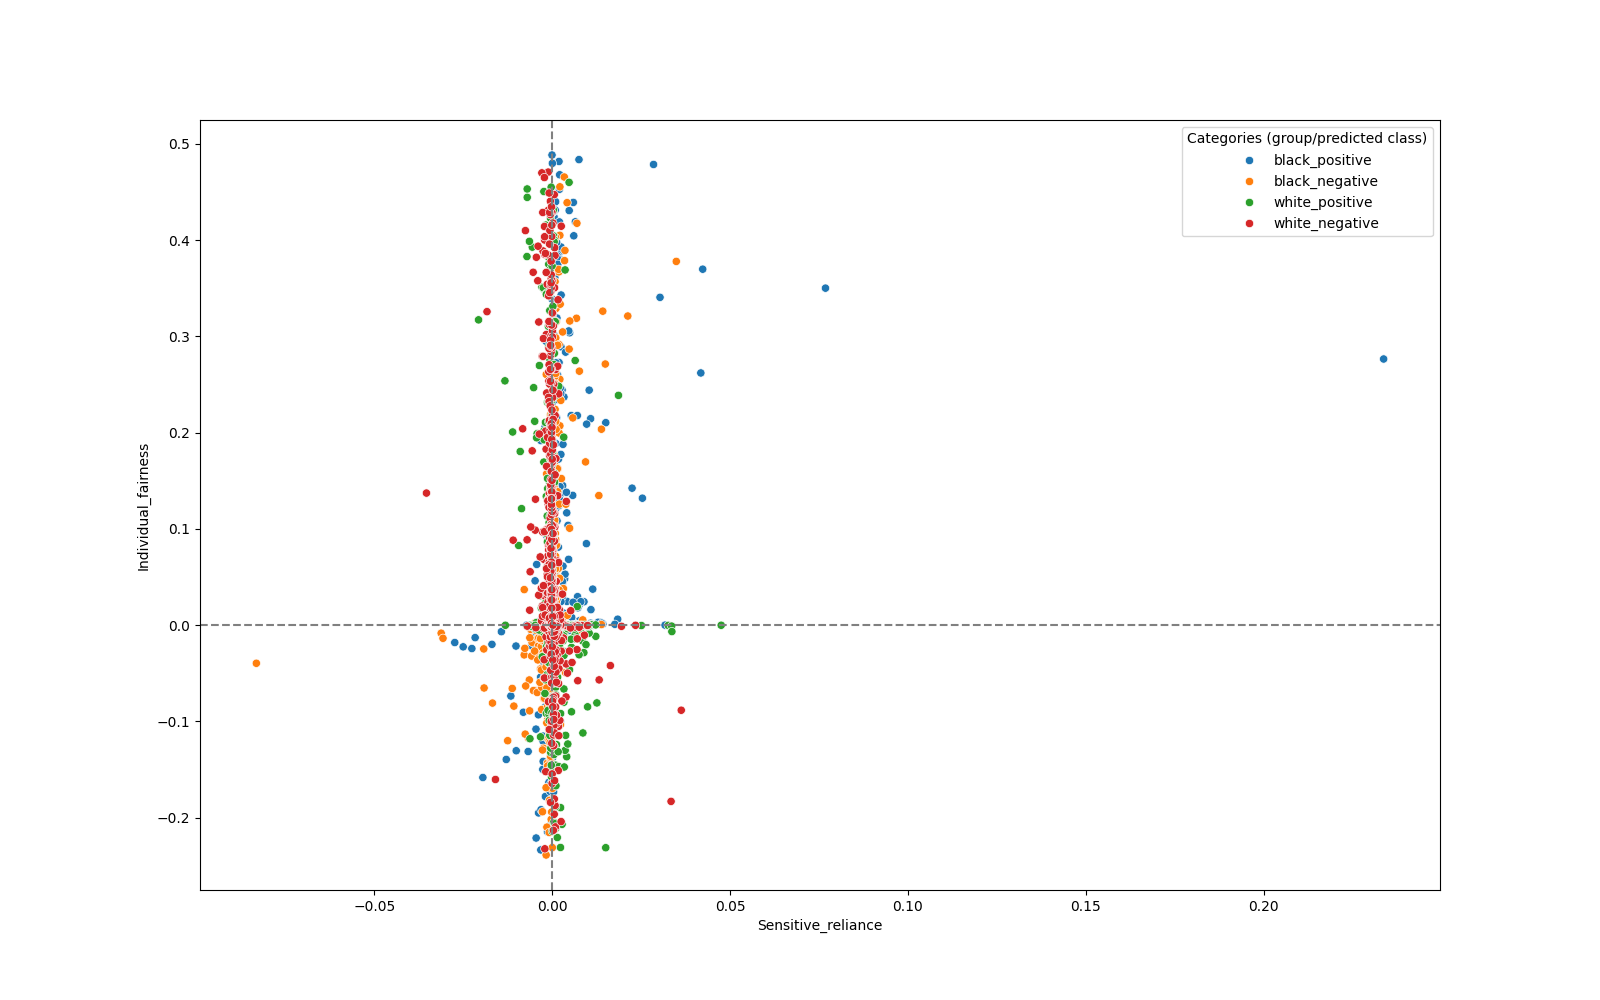 Categories (group/predicted class)
black_positive
black_negative
white_positive
white_negative
Individual_fairness
0.5
0.4
0.3
0.2
0.1
0.0
−0.1
−0.2
−0.05
0.00
0.05
0.10
0.15
0.20
Sensitive_reliance